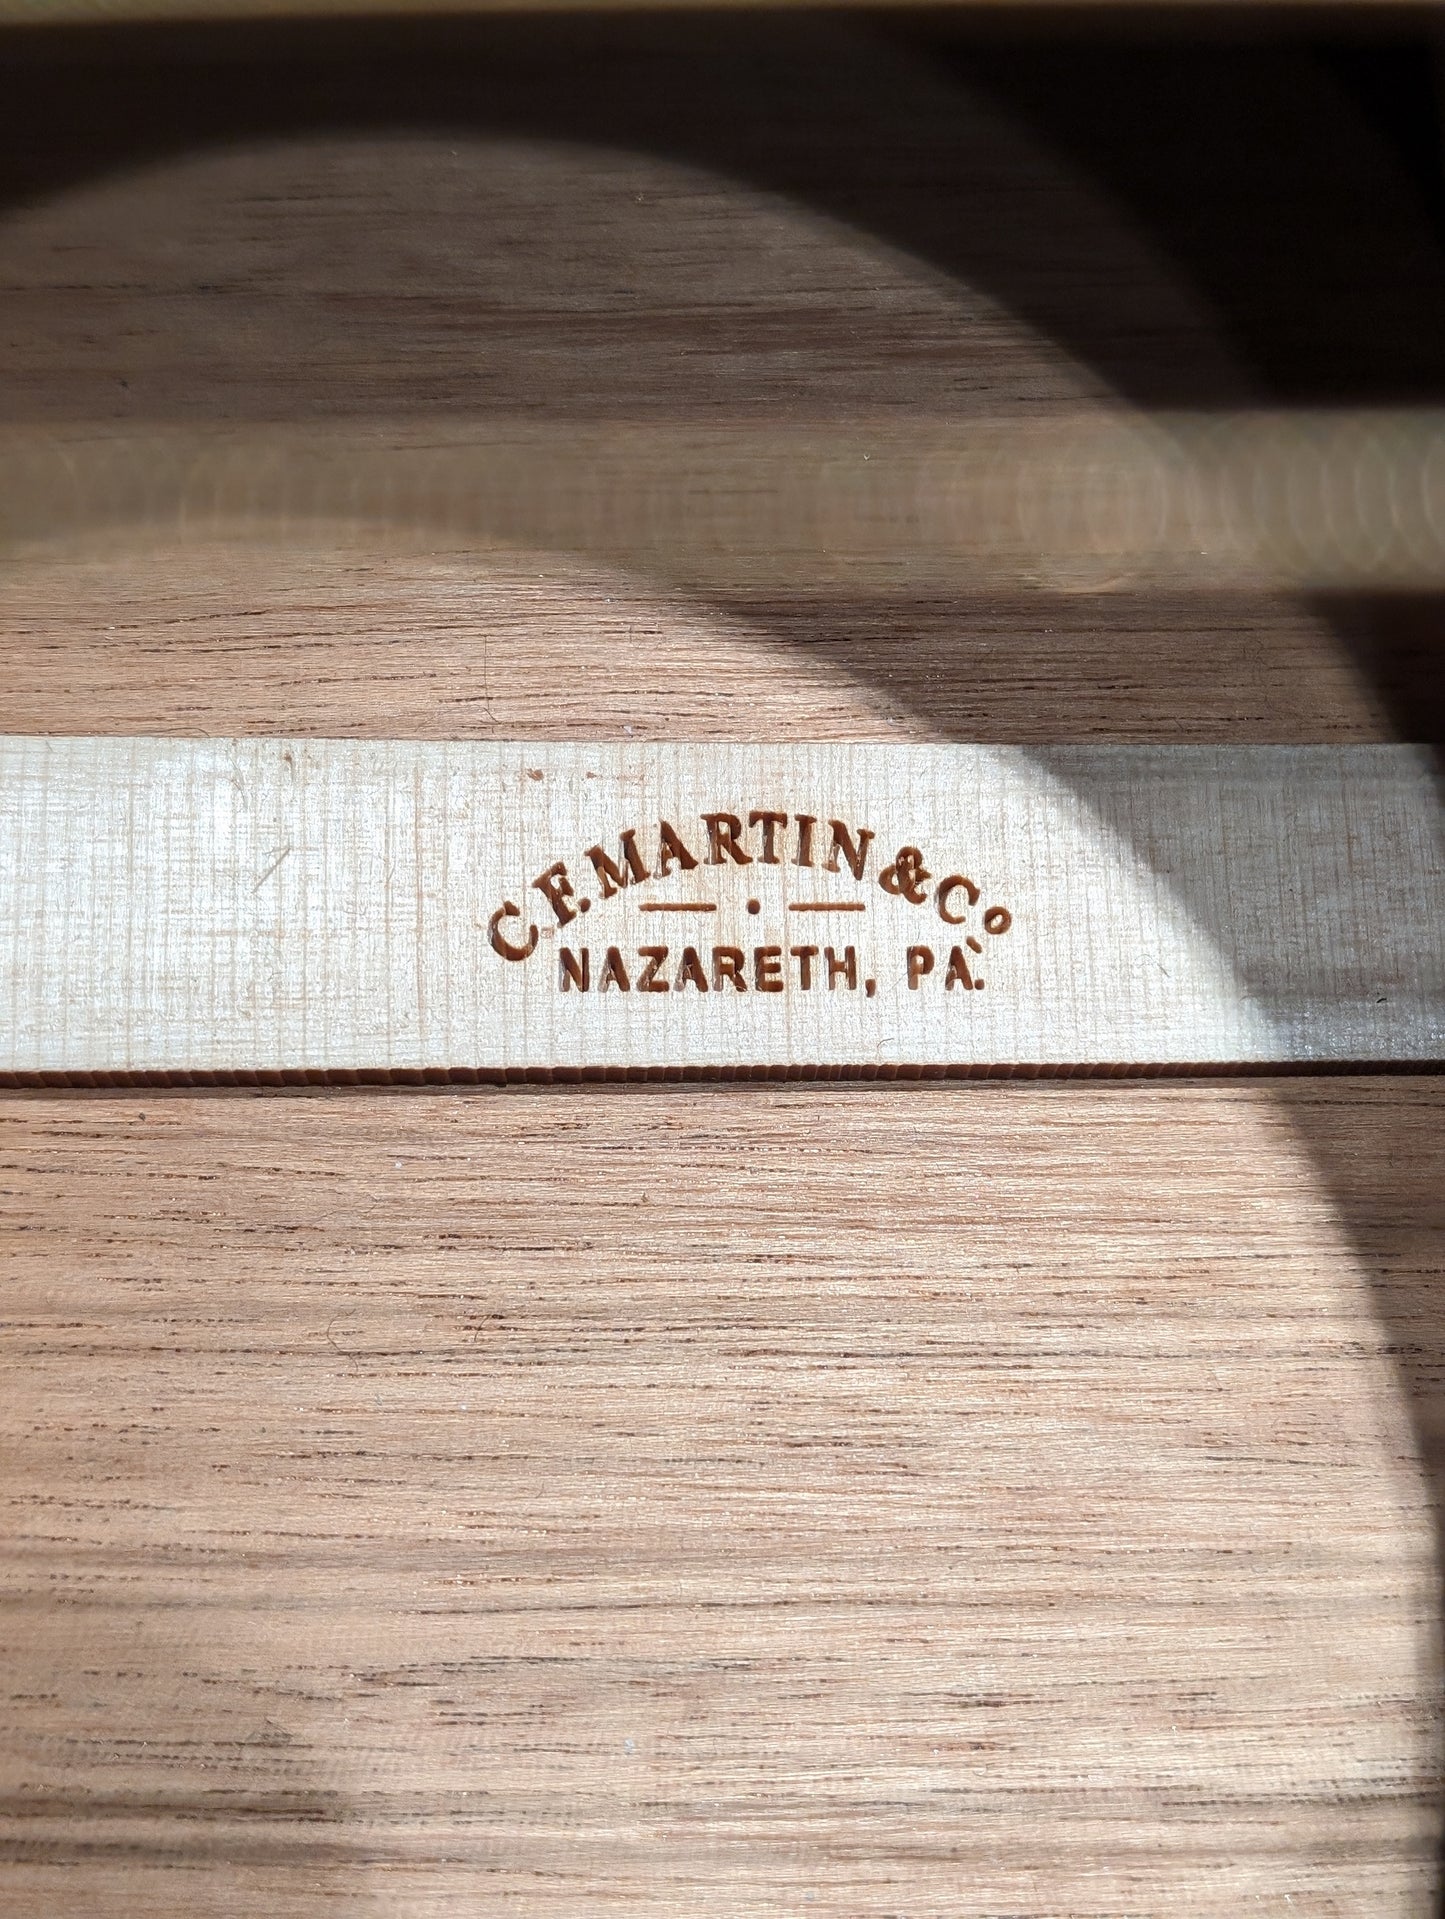 C.F. MARTIN & Co.
NAZARETH, PA.